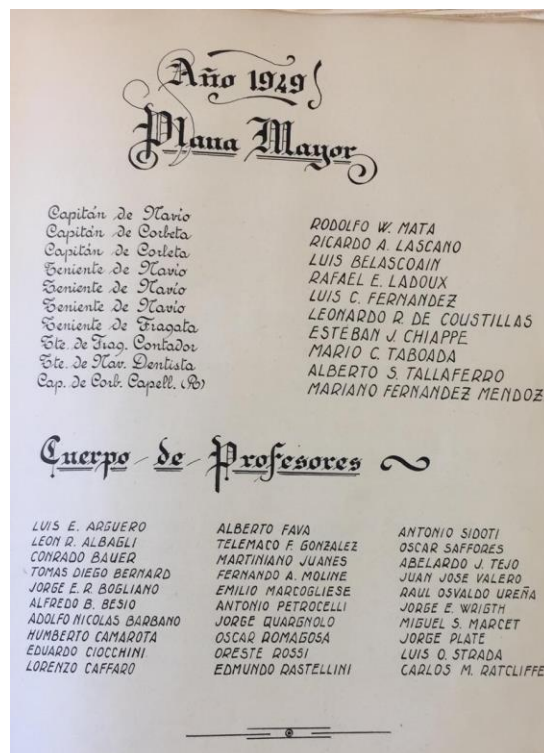 Año 1949
Plana Mayor
Capitán de Navío RODOLFO W. MATA
Capitán de Corbeta RICARDO A. LASCANO
Capitán de Corbeta LUIS BELASCOAIN
Teniente de Navío RAFAEL E. LADOUX
Teniente de Navío LUIS C. FERNANDEZ
Teniente de Navío LEONARDO R. DE COUSTILLAS
Teniente de Fragata ESTEBAN J. CHIAPPE
Tte. de Frag. Contador MARIO C. TABOADA
Tte. de Nav. Dentista ALBERTO S. TALLAFERRO
Cap. de Corb. Capell. (R) MARIANO FERNANDEZ MENDOZ
Cuerpo de Profesores
LUIS E. ARGUERO ALBERTO FAVA ANTONIO SIDOTI
LEON R. ALBAGLI TELEMACO F. GONZALEZ OSCAR SAFFORES
CONRADO BAUER MARTINIANO JUANES ABELARDO J. TEJO
TOMAS DIEGO BERNARD FERNANDO A. MOLINE JUAN JOSE VALERO
JORGE E. R. BOGLIANO EMILIO MARCOGLIESE RAUL OSVALDO UREÑA
ALFREDO B. BESIO ANTONIO PETROCELLI JORGE E. WRIGTH
ADOLFO NICOLAS BARBANO JORGE QUARGNOLO MIGUEL S. MARCET
HUMBERTO CAMAROTA OSCAR ROMAGOSA JORGE PLATE
EDUARDO CIOCCHINI ORESTE ROSSI LUIS O. STRADA
LORENZO CAFFARO EDMUNDO RASTELLINI CARLOS M. RATCLIFFE